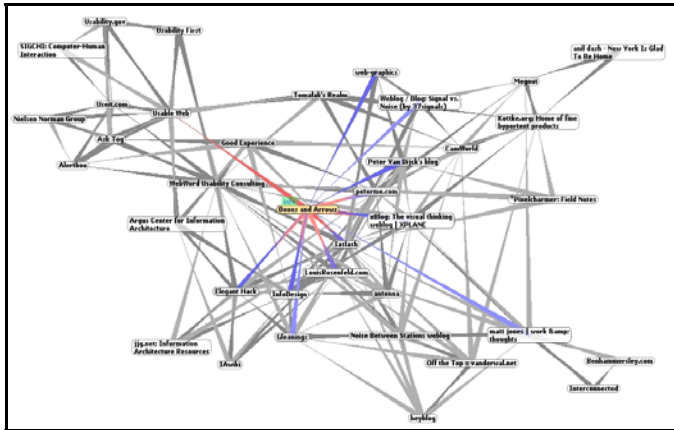 Usability.gov
Usability First
SIGCHI: Computer-Human
Interaction
anil dash - New York Is Glad
To Be Home
web-graphics
Megnut
Tomalak's Realm
Weblog / Blog: Signal vs.
Noise (by 37signals)
Useit.com
Usable Web
Nielsen Norman Group
Kottke.org: Home of fine
hypertext products
Ask Tog
Good Experience
CamWorld
Alertbox
Peter Van Dijck's blog
WebWord Usability Consulting
peterme.com
Pixelcharmer: Field Notes
Boxes and Arrows
Argus Center for Information
Architecture
xBlog: The visual thinking
weblog | XPLANE
Iaslash
LouisRosenfeld.com
Elegant Hack
InfoDesign
antenna
Gleanings
Noise Between Stations weblog
matt jones | work &amp;
thoughts
jjg.net: Information
Architecture Resources
IAwiki
Off the Top :: vanderwal.net
Benhammersley.com
Interconnected
heyblog